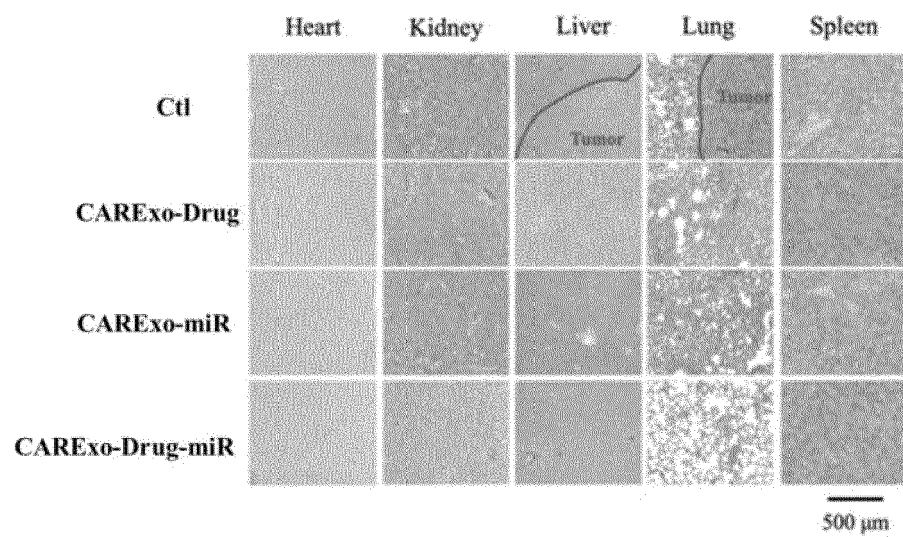 Heart Kidney Liver Lung Spleen
Ctl
Tumor
Tumor
CARExo-Drug
CARExo-miR
CARExo-Drug-miR
500 µm